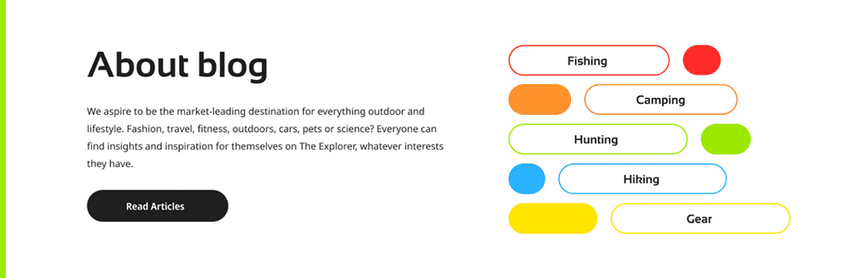 About blog
We aspire to be the market-leading destination for everything outdoor and
lifestyle. Fashion, travel, fitness, outdoors, cars, pets or science? Everyone can
find insights and inspiration for themselves on The Explorer, whatever interests
they have.
Read Articles
Fishing
Camping
Hunting
Hiking
Gear